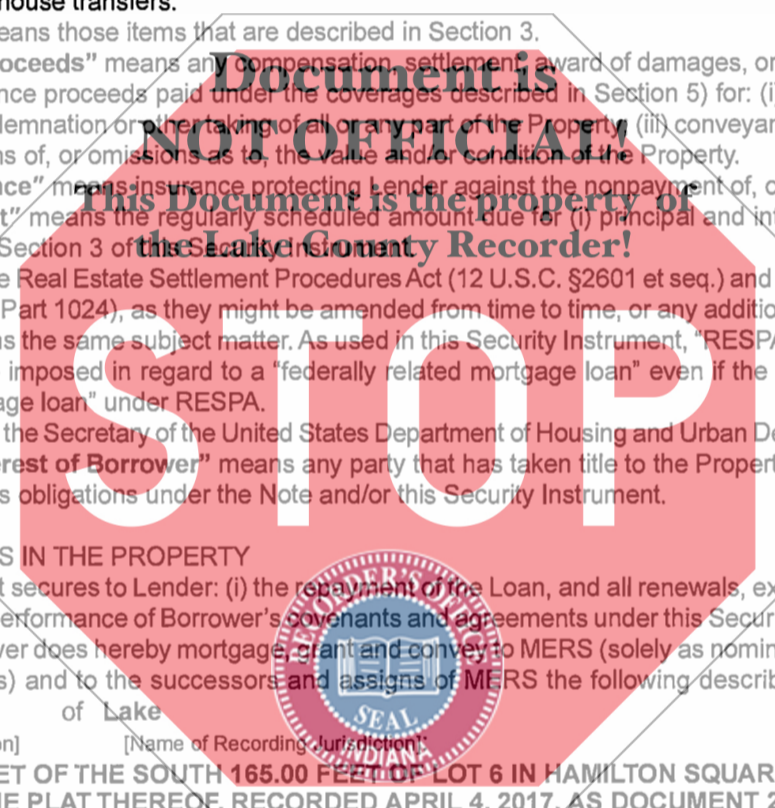 house transfers.
eans those items that are described in Section 3.
oceeds" means any compensation, settlement, award of damages, or
nce proceeds paid under the coverages described in Section 5) for: (i
demnation or other taking of all or any part of the Property; (iii) conveyan
ns of, or omissions as to, the value and/or condition of the Property.
nce" means insurance protecting Lender against the nonpayment of, o
t" means the regularly scheduled amount due for (i) principal and int
Section 3 of this Security Instrument.
Document is
NOT OFFICIAL!
This Document is the property of
the Lake County Recorder!
e Real Estate Settlement Procedures Act (12 U.S.C. §2601 et seq.) and
Part 1024), as they might be amended from time to time, or any additio
ns the same subject matter. As used in this Security Instrument, "RESPA
imposed in regard to a "federally related mortgage loan" even if the
age loan" under RESPA.
the Secretary of the United States Department of Housing and Urban De
erest of Borrower" means any party that has taken title to the Propert
s obligations under the Note and/or this Security Instrument.
STOP
S IN THE PROPERTY
t secures to Lender: (i) the repayment of the Loan, and all renewals, ex
erformance of Borrower's covenants and agreements under this Secur
ver does hereby mortgage, grant and convey to MERS (solely as nomin
s) and to the successors and assigns of MERS the following describ
of Lake
on] [Name of Recording Jurisdiction]:
ET OF THE SOUTH 165.00 FEET OF LOT 6 IN HAMILTON SQUAR
HE PLAT THEREOF, RECORDED APRIL 4, 2017, AS DOCUMENT 2
RECORDER'S OFFICE
SEAL
INDIANA